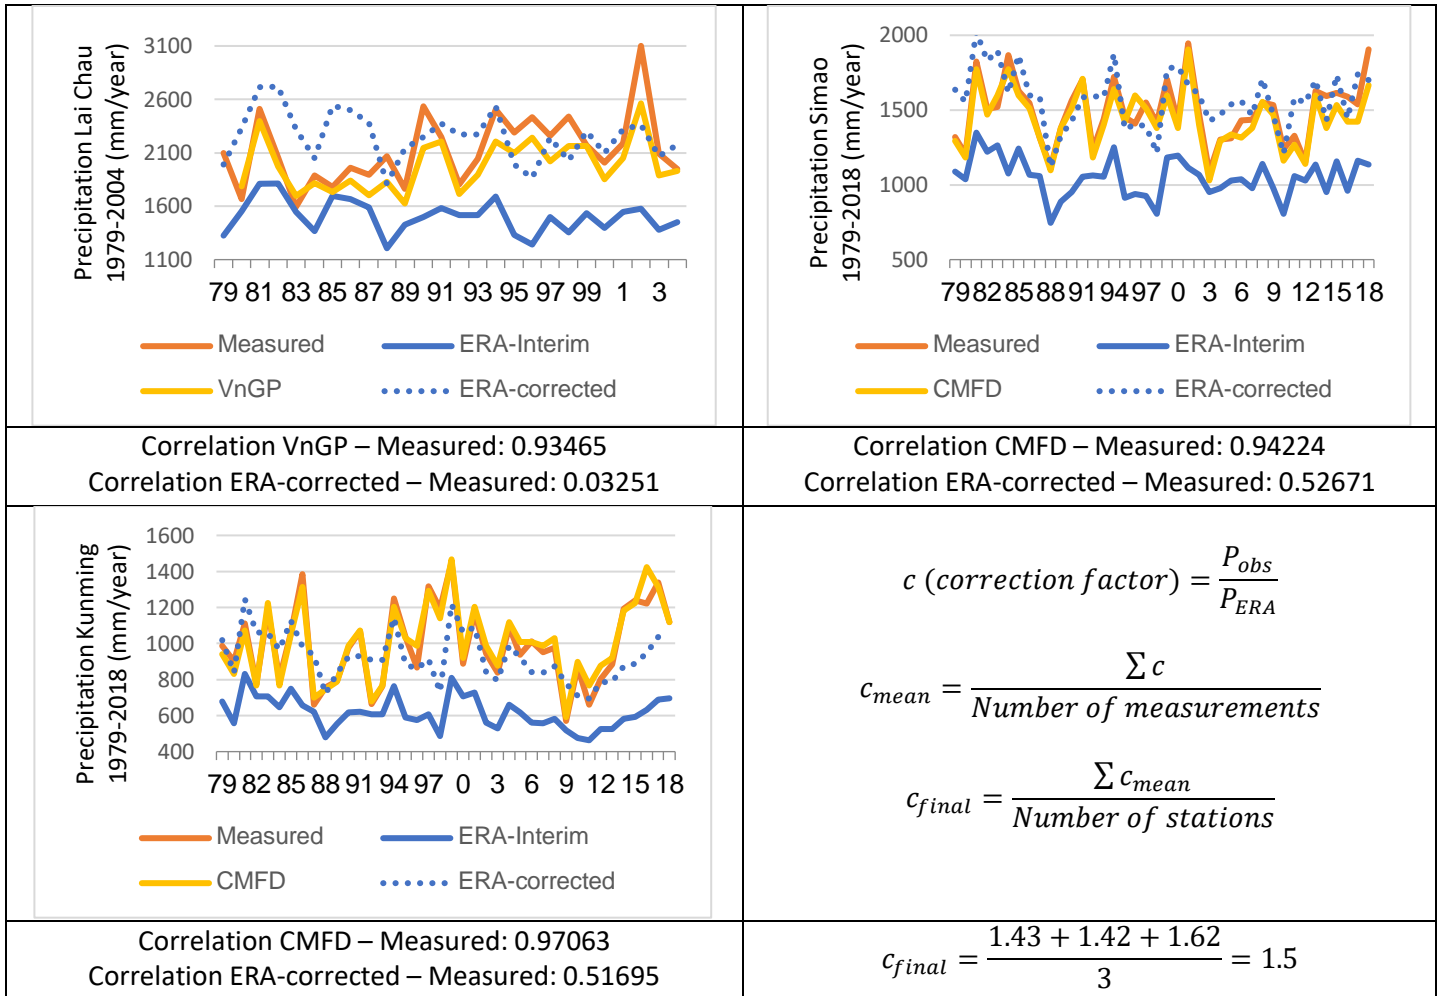 Precipitation Lai Chau
1979-2004 (mm/year)
3100
2600
2100
1600
1100
79 81 83 85 87 89 91 93 95 97 99 1 3
Measured ERA-Interim
VnGP ERA-corrected
Correlation VnGP – Measured: 0.93465
Correlation ERA-corrected – Measured: 0.03251
Precipitation Simao
1979-2018 (mm/year)
2000
1500
1000
500
79 82 85 88 91 94 97 0 3 6 9 12 15 18
Measured ERA-Interim
CMFD ERA-corrected
Correlation CMFD – Measured: 0.94224
Correlation ERA-corrected – Measured: 0.52671
Precipitation Kunming
1979-2018 (mm/year)
1600
1400
1200
1000
800
600
400
79 82 85 88 91 94 97 0 3 6 9 12 15 18
Measured ERA-Interim
CMFD ERA-corrected
Correlation CMFD – Measured: 0.97063
Correlation ERA-corrected – Measured: 0.51695
c (correction factor) = P_obs / P_ERA
c_mean = ∑ c / Number of measurements
c_final = ∑ c_mean / Number of stations
c_final = 1.43 + 1.42 + 1.62 / 3 = 1.5